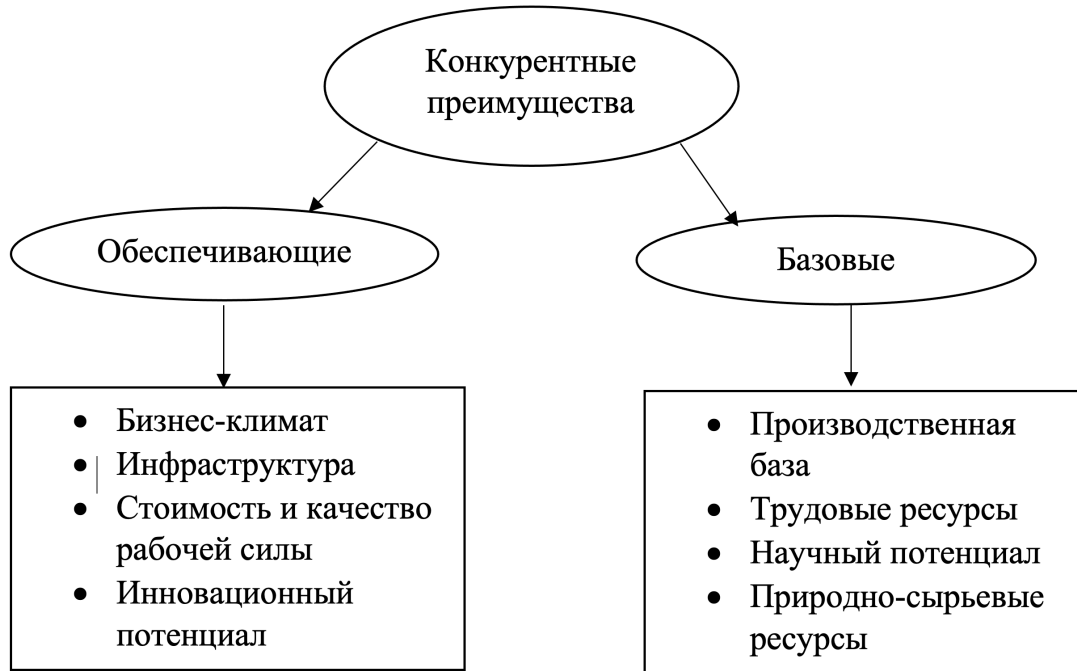 Конкурентные
преимущества
Обеспечивающие
Базовые
• Бизнес-климат
• Инфраструктура
• Стоимость и качество
рабочей силы
• Инновационный
потенциал
• Производственная
база
• Трудовые ресурсы
• Научный потенциал
• Природно-сырьевые
ресурсы